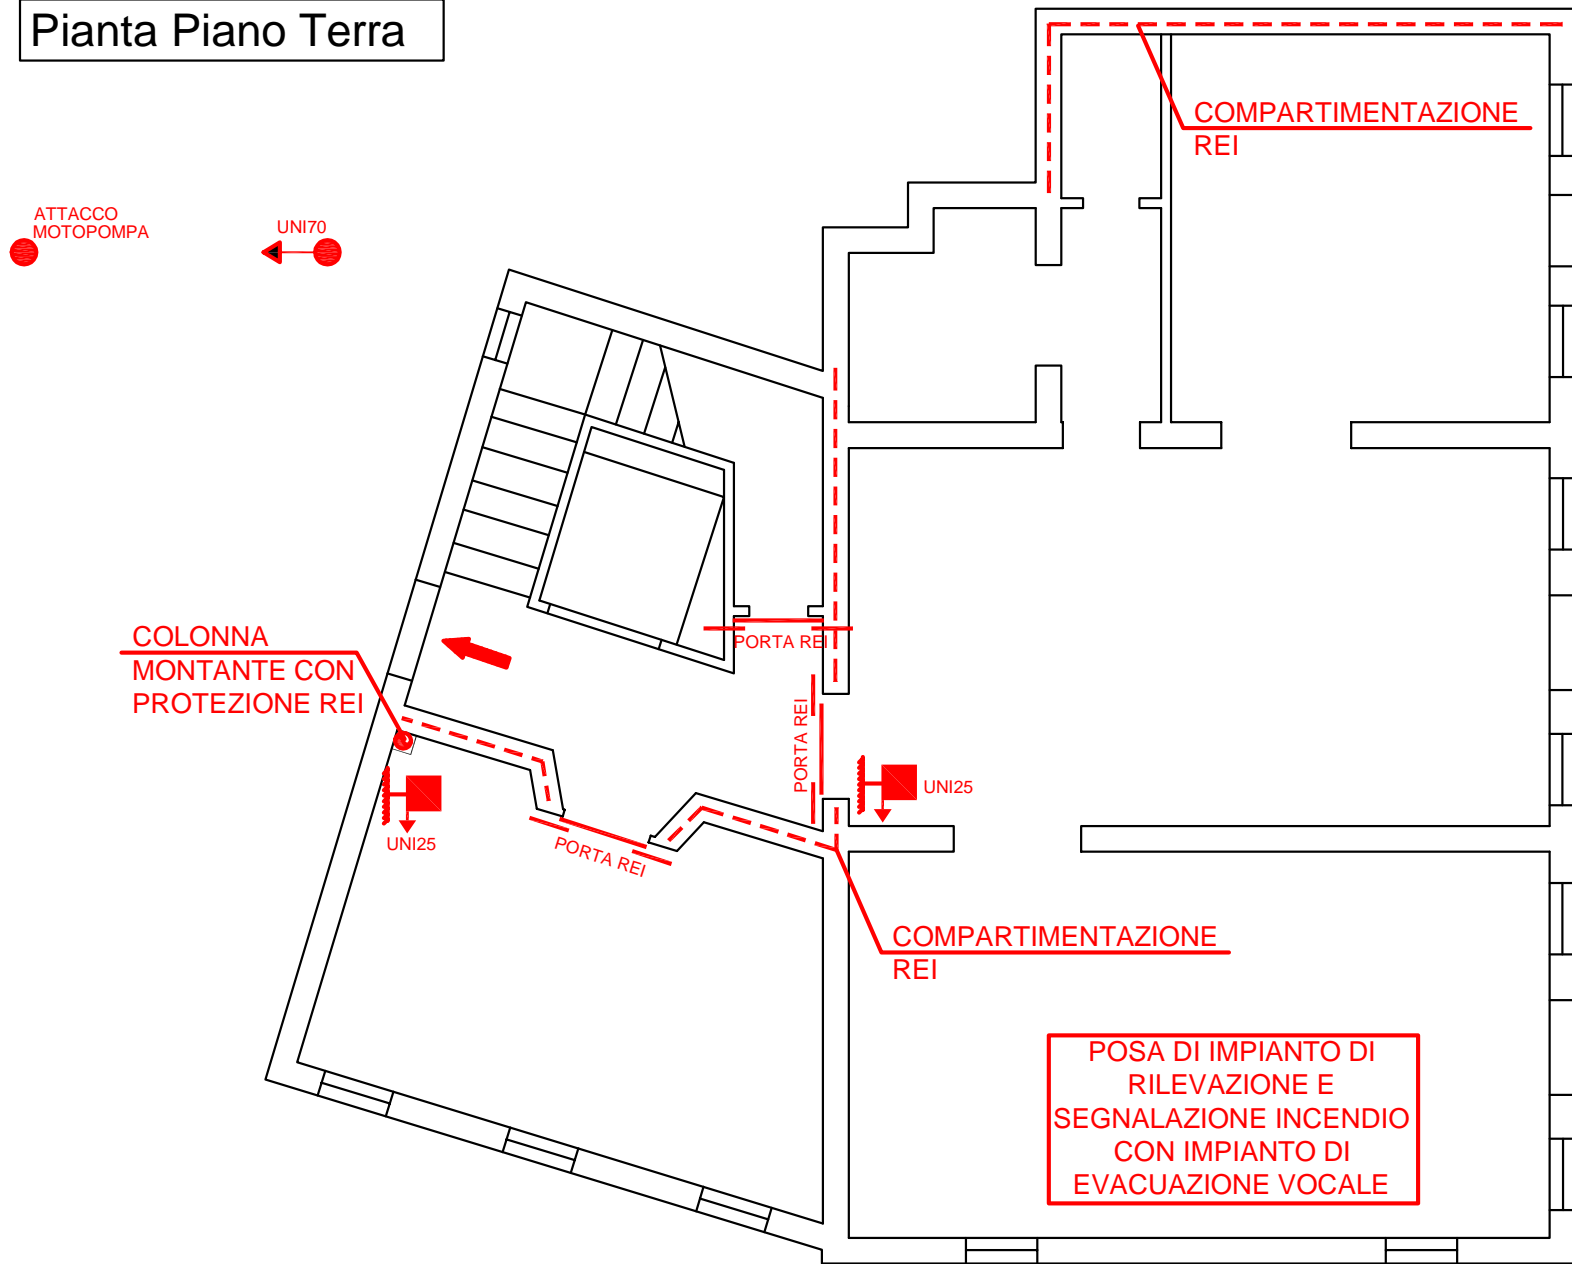 Pianta Piano Terra
COMPARTIMENTAZIONE
REI
ATTACCO
MOTOPOMPA
UNI70
COLONNA
MONTANTE CON
PROTEZIONE REI
PORTA REI
PORTA REI
UNI25
UNI25
PORTA REI
COMPARTIMENTAZIONE
REI
POSA DI IMPIANTO DI
RILEVAZIONE E
SEGNALAZIONE INCENDIO
CON IMPIANTO DI
EVACUAZIONE VOCALE